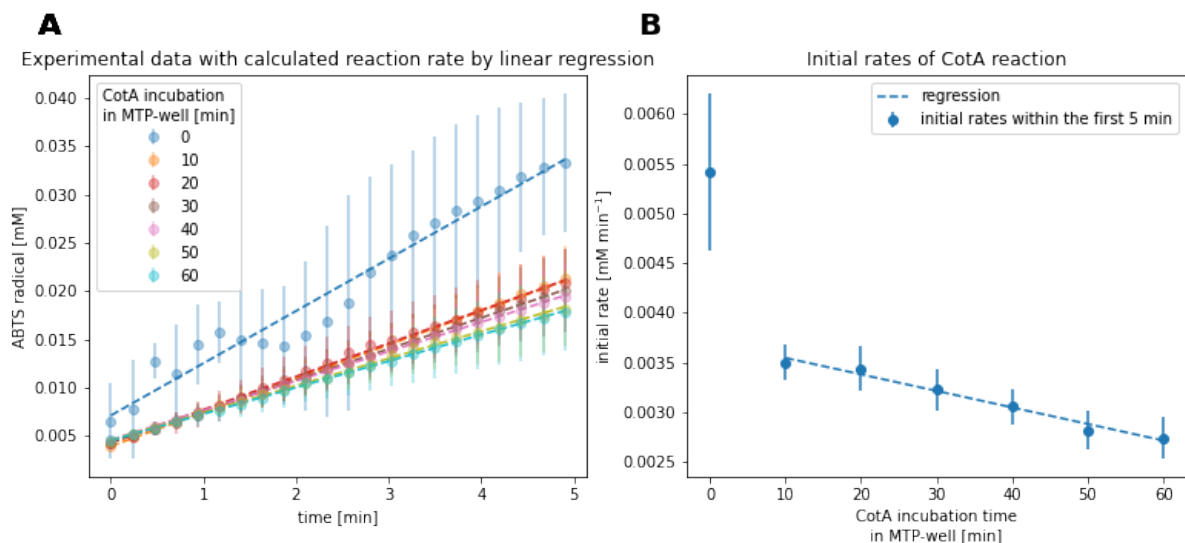 A
Experimental data with calculated reaction rate by linear regression
CotA incubation
in MTP-well [min]
0
10
20
30
40
50
60
0.040
0.035
0.030
0.025
0.020
0.015
0.010
0.005
ABTS radical [mM]
0 1 2 3 4 5
time [min]
B
Initial rates of CotA reaction
regression
initial rates within the first 5 min
0.0060
0.0055
0.0050
0.0045
0.0040
0.0035
0.0030
0.0025
initial rate [mM min⁻¹]
0 10 20 30 40 50 60
CotA incubation time
in MTP-well [min]